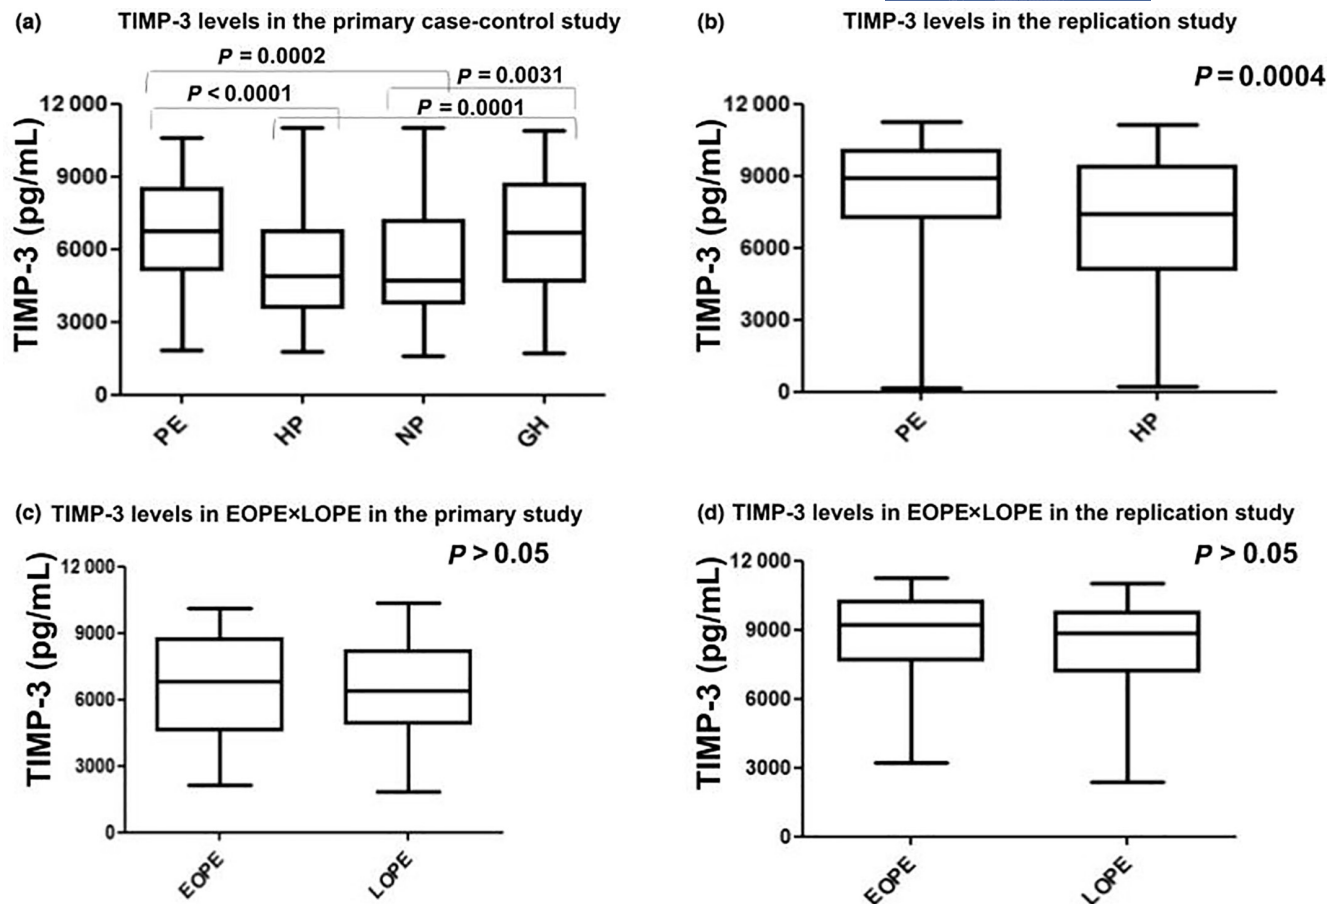 (a) TIMP-3 levels in the primary case-control study
P = 0.0002
P = 0.0031
P < 0.0001
P = 0.0001
12 000
9000
6000
3000
0
TIMP-3 (pg/mL)
PE HP NP GH
(b) TIMP-3 levels in the replication study
P = 0.0004
12 000
9000
6000
3000
0
TIMP-3 (pg/mL)
PE HP
(c) TIMP-3 levels in EOPE×LOPE in the primary study
P > 0.05
12 000
9000
6000
3000
0
TIMP-3 (pg/mL)
EOPE LOPE
(d) TIMP-3 levels in EOPE×LOPE in the replication study
P > 0.05
12 000
9000
6000
3000
0
TIMP-3 (pg/mL)
EOPE LOPE